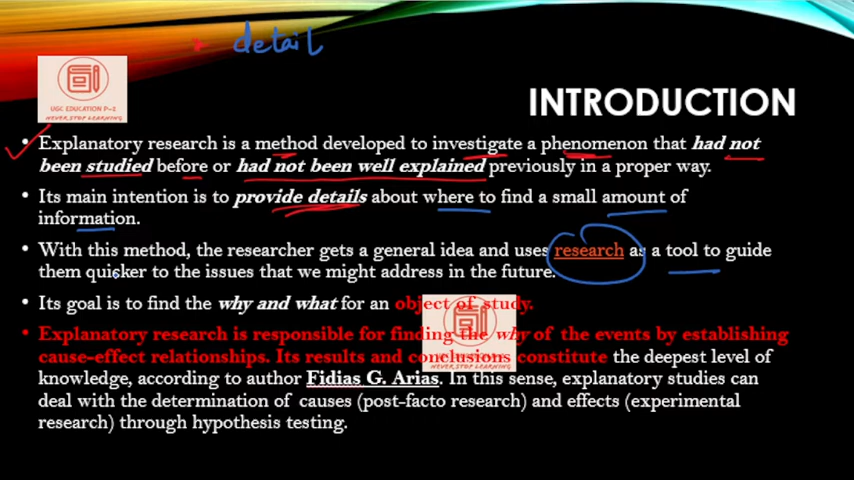 detail
UGC EDUCATION P-1
NEVER STOP LEARNING
INTRODUCTION
• Explanatory research is a method developed to investigate a phenomenon that had not
been studied before or had not been well explained previously in a proper way.
• Its main intention is to provide details about where to find a small amount of
information.
• With this method, the researcher gets a general idea and uses research as a tool to guide
them quicker to the issues that we might address in the future.
• Its goal is to find the why and what for an object of study.
• Explanatory research is responsible for finding the why of the events by establishing
cause-effect relationships. Its results and conclusions constitute the deepest level of
knowledge, according to author Fidias G. Arias. In this sense, explanatory studies can
deal with the determination of causes (post-facto research) and effects (experimental
research) through hypothesis testing.
NEVER STOP LEARNING